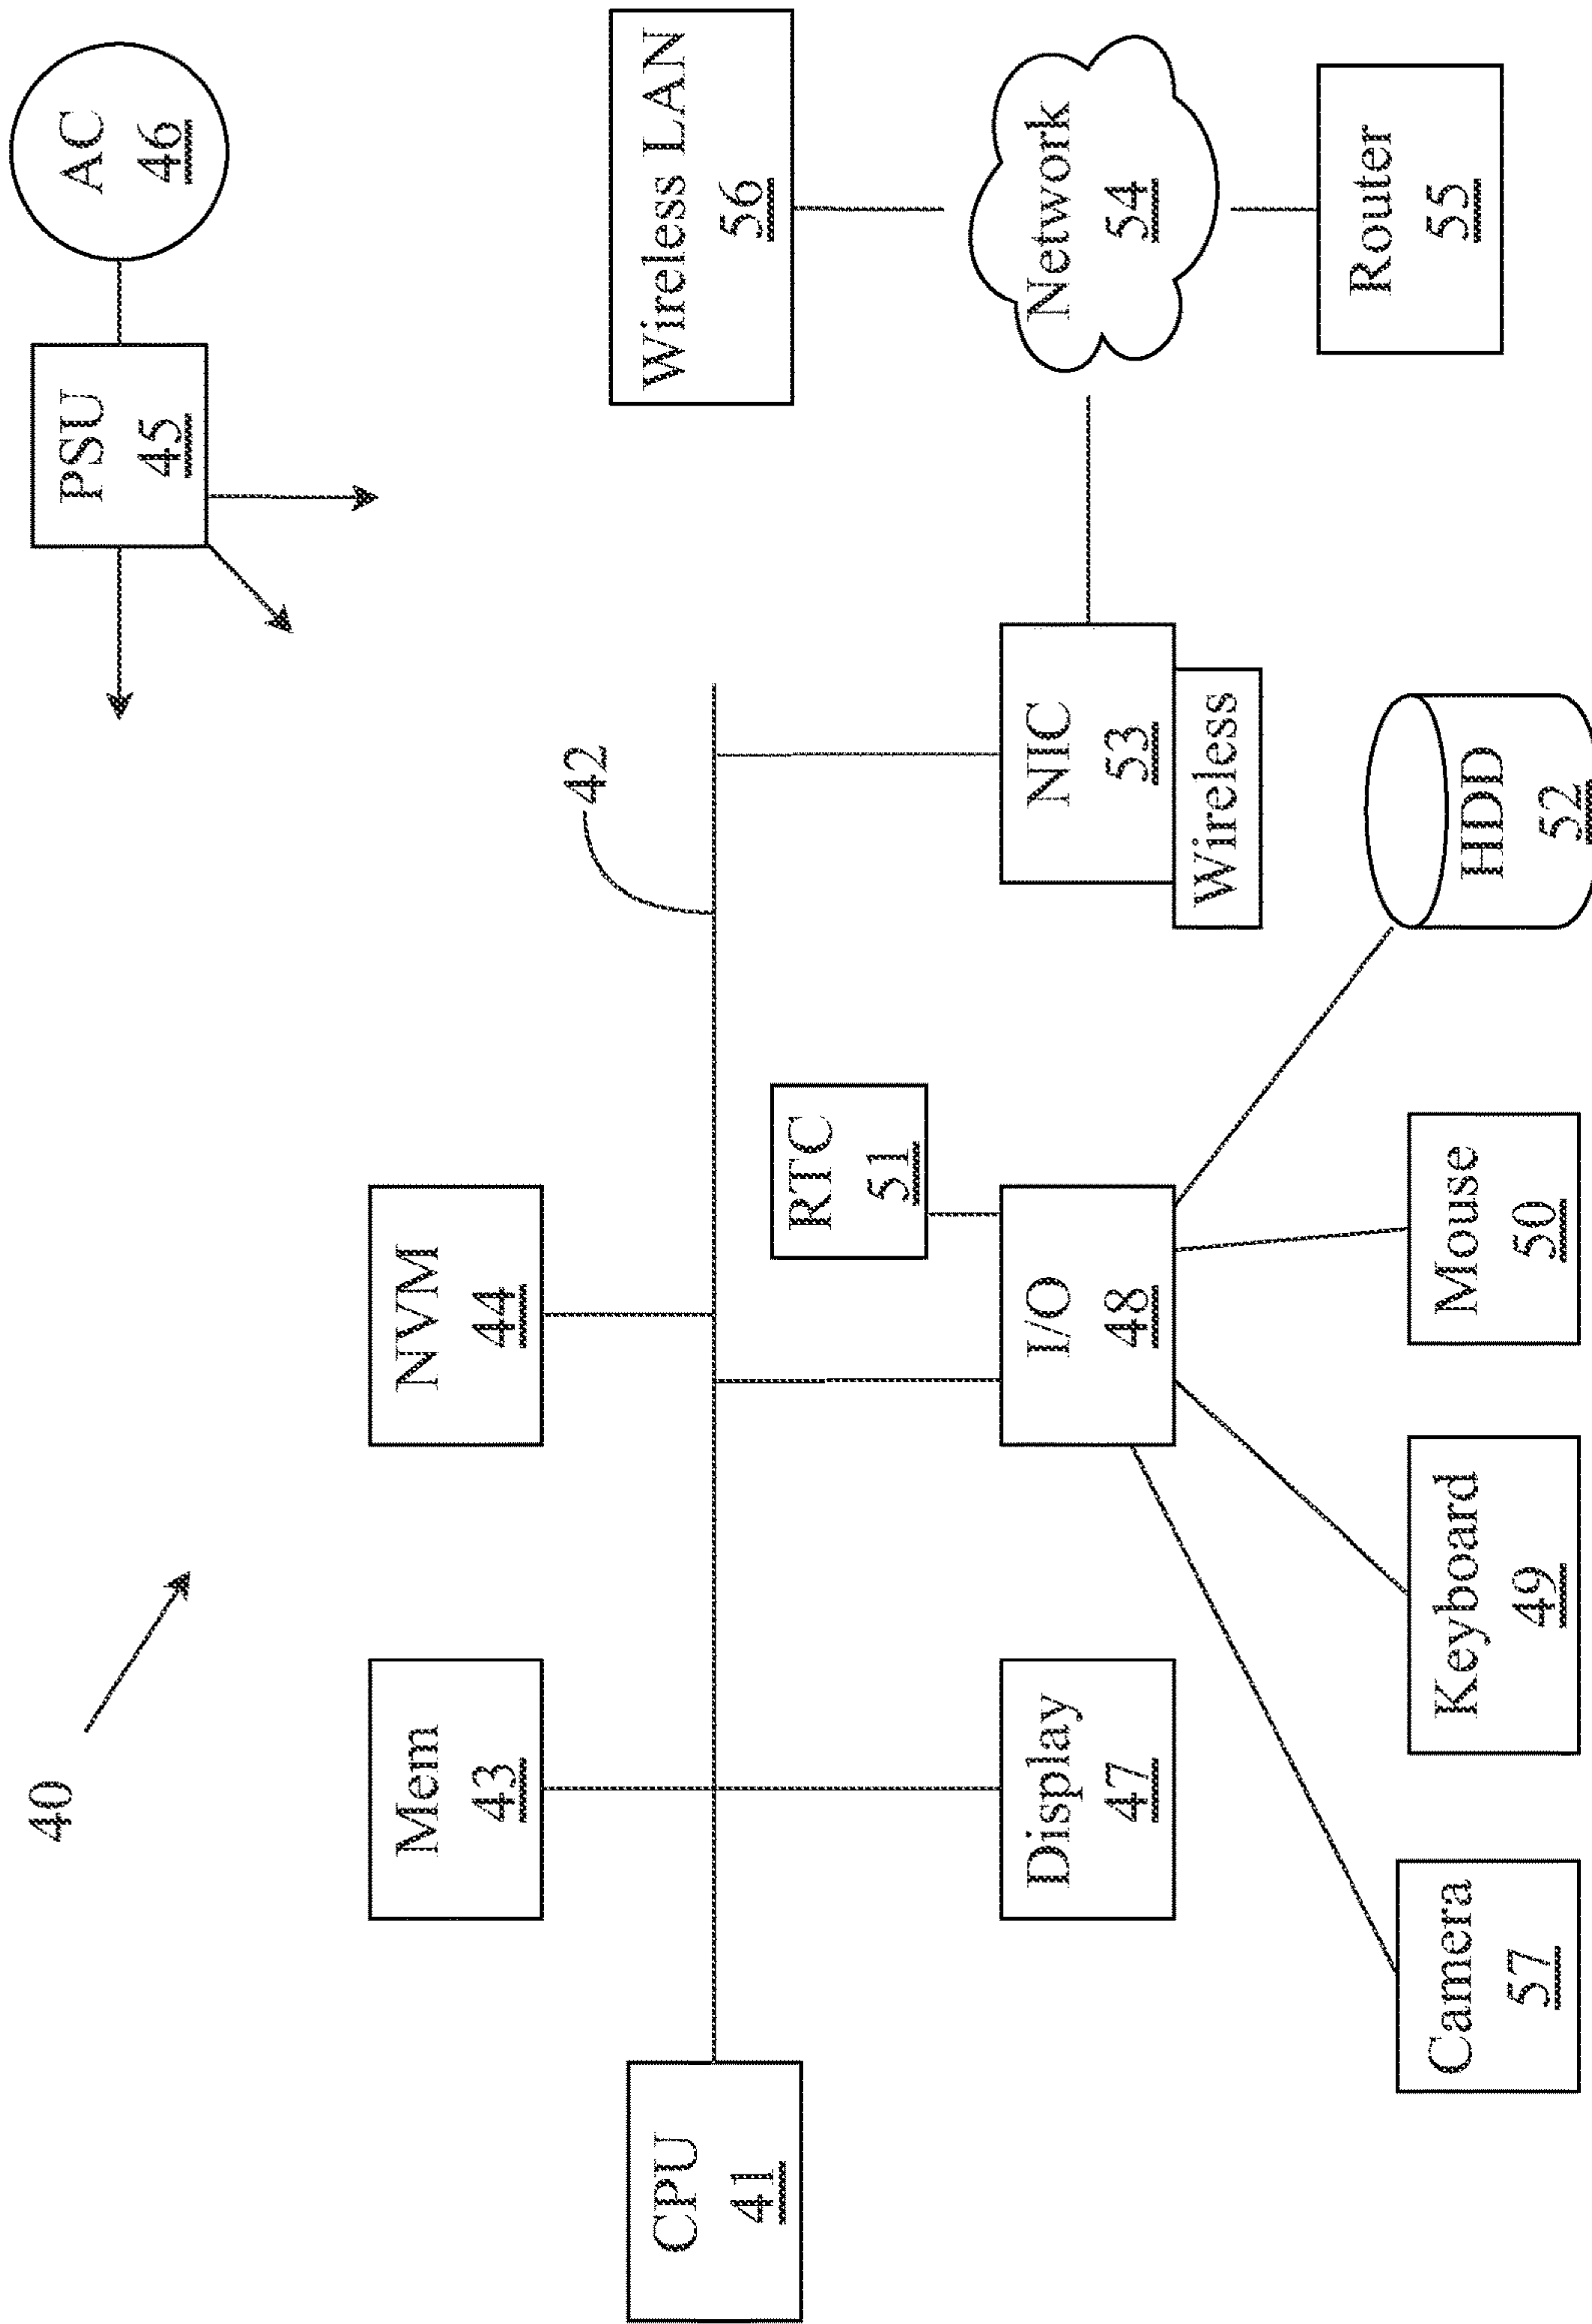 40
PSU
45
AC
46
Mem
43
NVM
44
42
Wireless LAN
56
CPU
41
RTC
51
Display
47
I/O
48
NIC
53
Wireless
Network
54
Camera
57
Keyboard
49
Mouse
50
HDD
52
Router
55